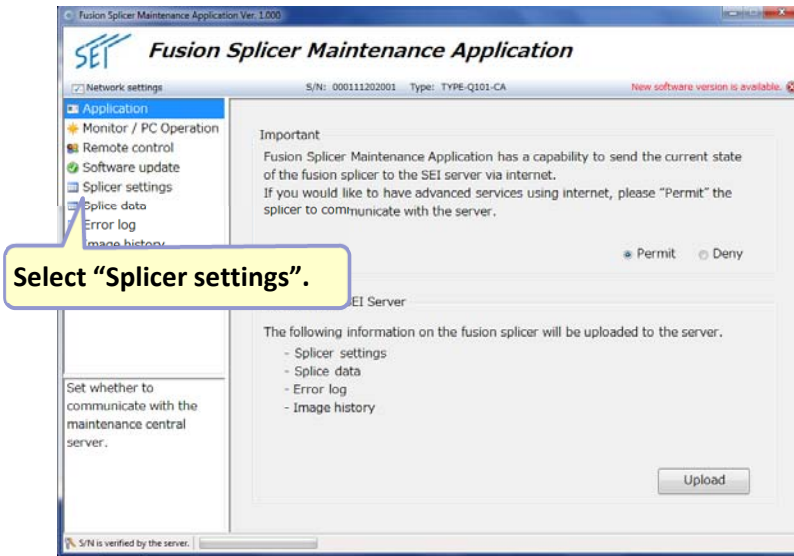 Fusion Splicer Maintenance Application Ver. 1.000
SEI Fusion Splicer Maintenance Application
Network settings
S/N: 000111202001 Type: TYPE-Q101-CA
New software version is available.
Application
Monitor / PC Operation
Remote control
Software update
Splicer settings
Splice data
Error log
Image history
Select “Splicer settings”.
Set whether to
communicate with the
maintenance central
server.
Important
Fusion Splicer Maintenance Application has a capability to send the current state
of the fusion splicer to the SEI server via internet.
If you would like to have advanced services using internet, please "Permit" the
splicer to communicate with the server.
Permit Deny
SEI Server
The following information on the fusion splicer will be uploaded to the server.
- Splicer settings
- Splice data
- Error log
- Image history
Upload
S/N is verified by the server.